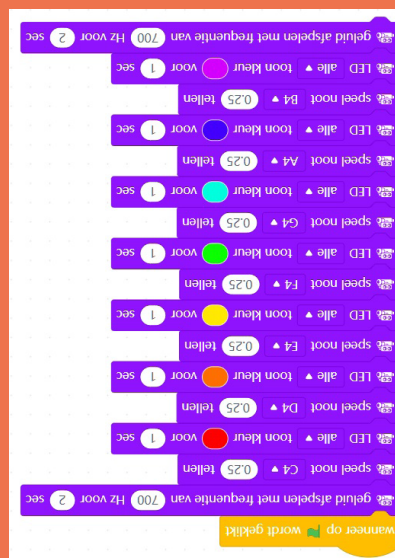 wanneer op wordt geklikt
geluid afspelen met frequentie van 700 Hz voor 2 sec
speel noot C4 0.25 tellen
LED alle toon kleur voor 1 sec
speel noot D4 0.25 tellen
LED alle toon kleur voor 1 sec
speel noot E4 0.25 tellen
LED alle toon kleur voor 1 sec
speel noot F4 0.25 tellen
LED alle toon kleur voor 1 sec
speel noot G4 0.25 tellen
LED alle toon kleur voor 1 sec
speel noot A4 0.25 tellen
LED alle toon kleur voor 1 sec
speel noot B4 0.25 tellen
LED alle toon kleur voor 1 sec
geluid afspelen met frequentie van 700 Hz voor 2 sec